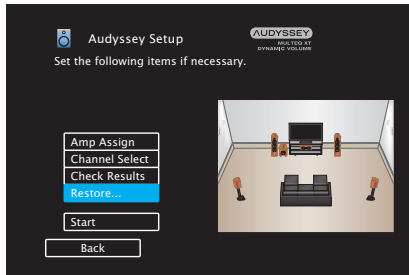 Audyssey Setup
AUDYSSEY
MULTEQ XT
DYNAMIC VOLUME
Set the following items if necessary.
Amp Assign
Channel Select
Check Results
Restore...
Start
Back